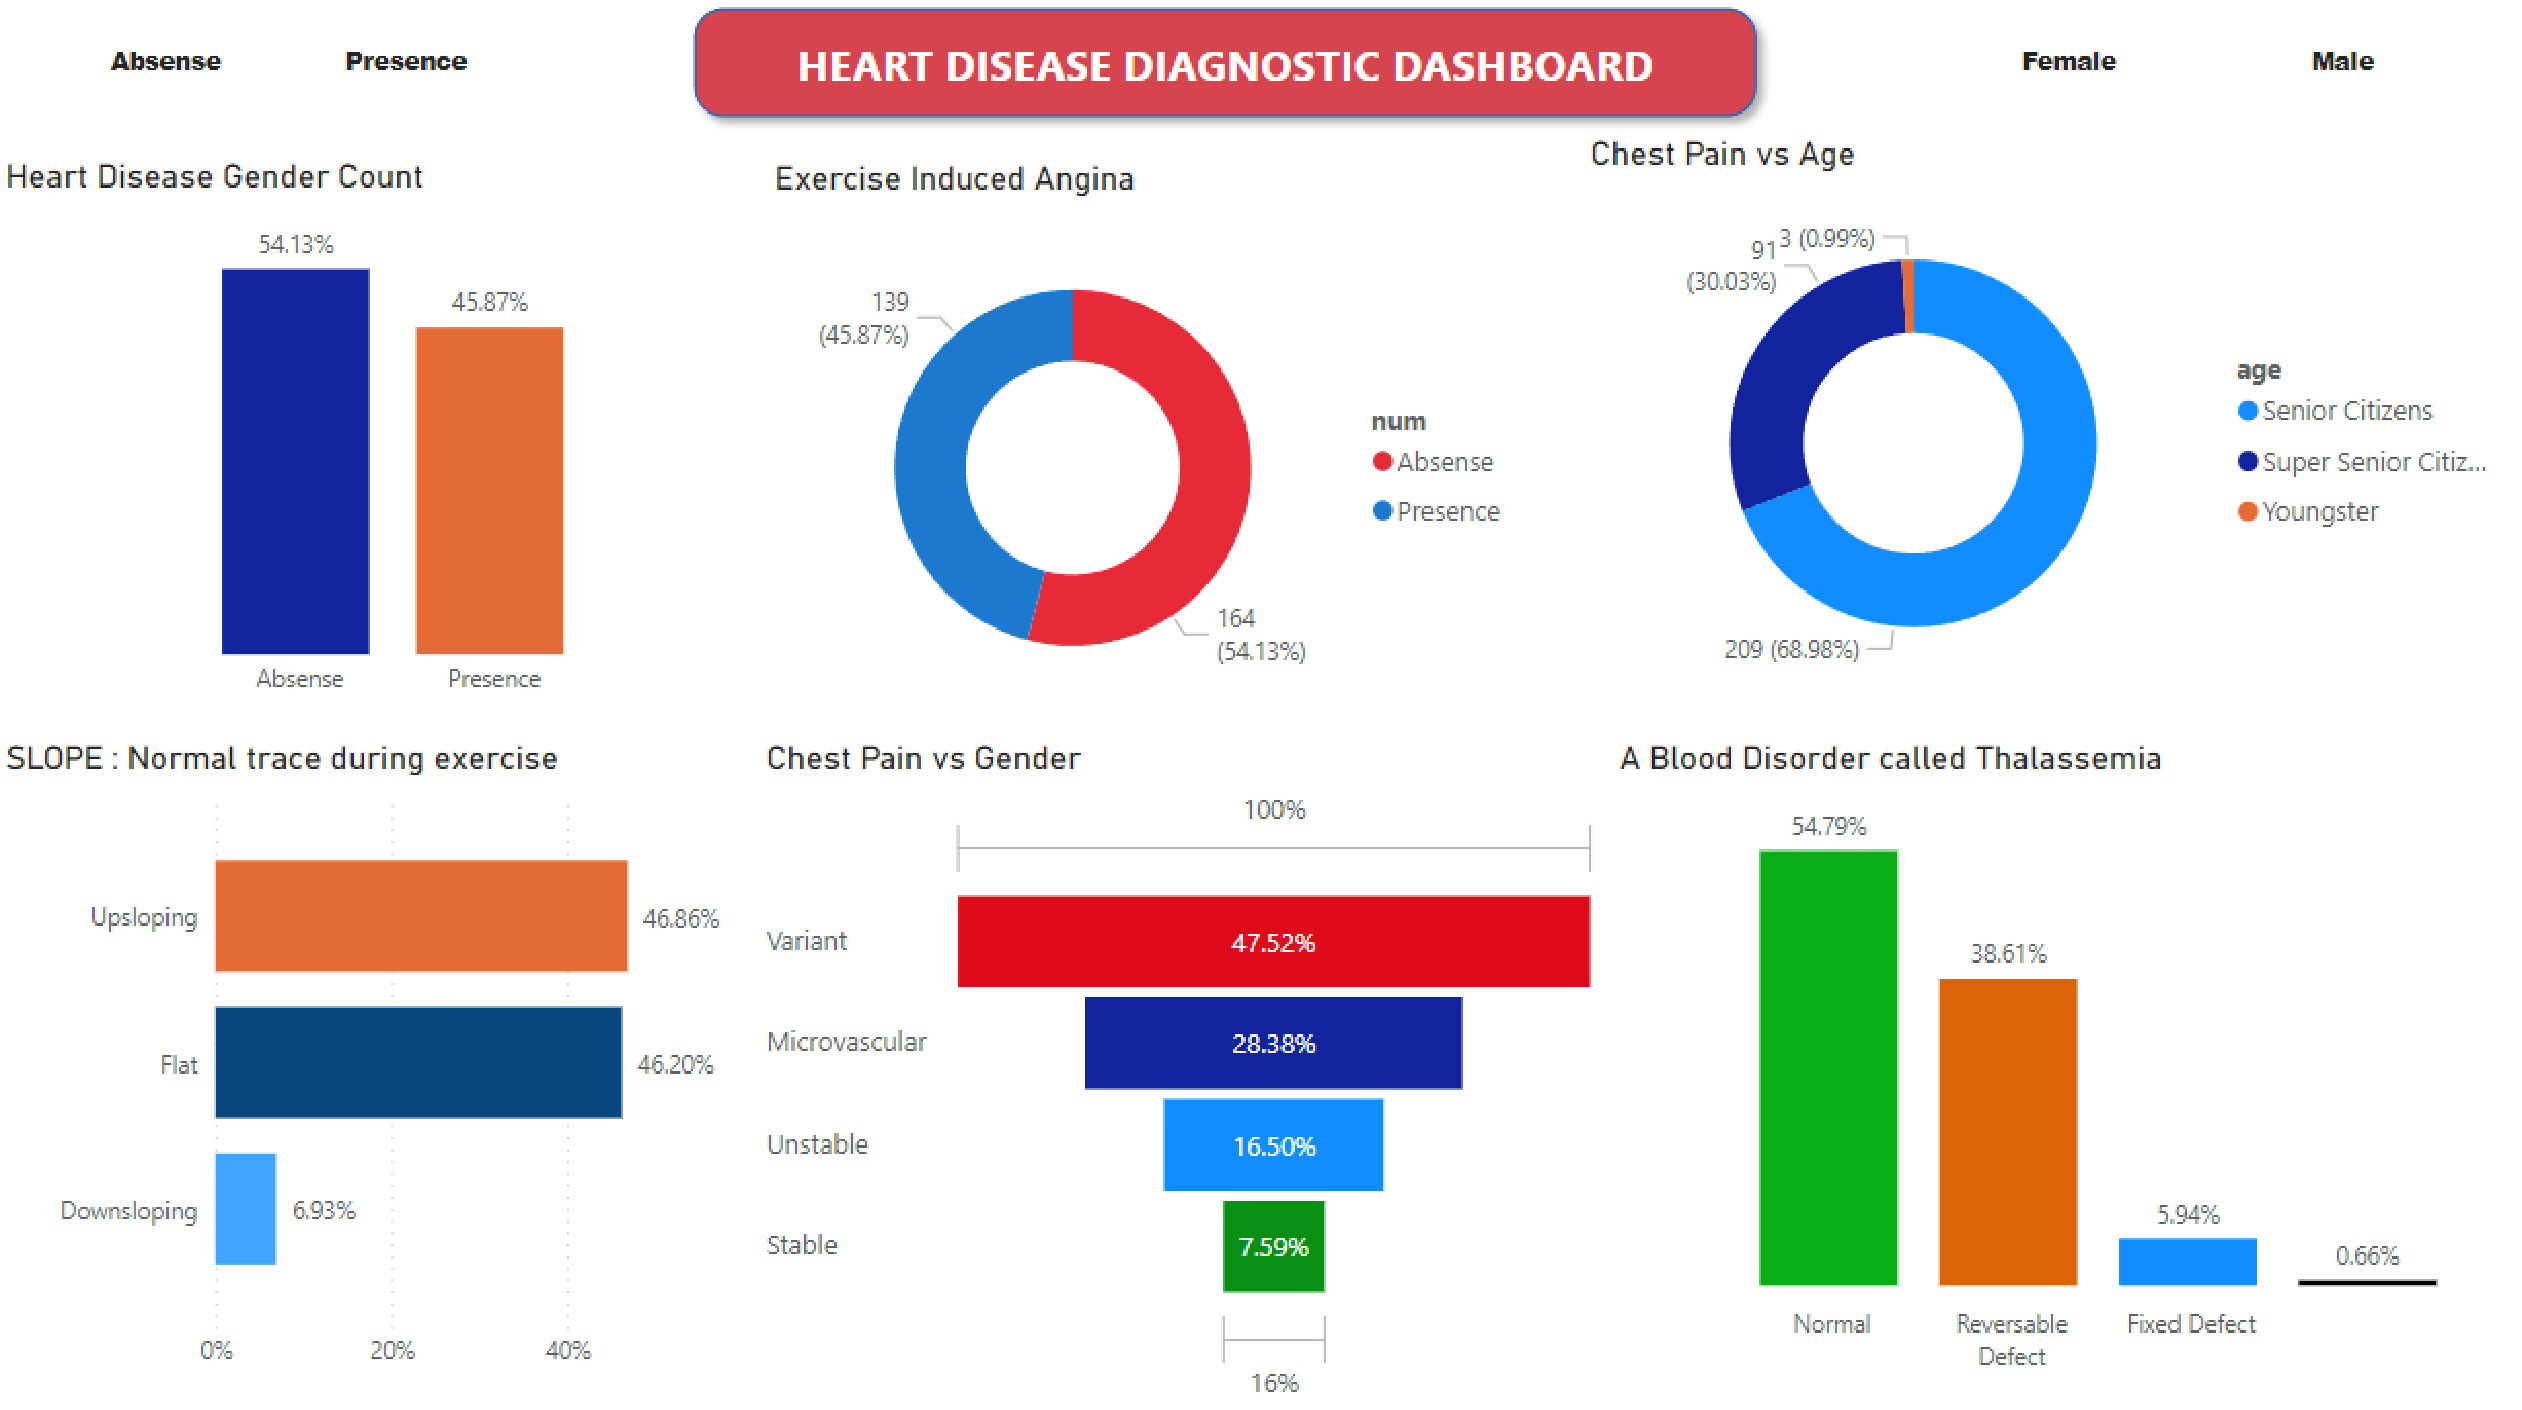 Absense
Presence
HEART DISEASE DIAGNOSTIC DASHBOARD
Female
Male
Heart Disease Gender Count
54.13%
45.87%
Absense
Presence
Exercise Induced Angina
139
(45.87%)
164
(54.13%)
num
Absense
Presence
Chest Pain vs Age
3 (0.99%)
91
(30.03%)
209 (68.98%)
age
Senior Citizens
Super Senior Citiz...
Youngster
SLOPE : Normal trace during exercise
Upsloping
46.86%
Flat
46.20%
Downsloping
6.93%
0%
20%
40%
Chest Pain vs Gender
100%
Variant
47.52%
Microvascular
28.38%
Unstable
16.50%
Stable
7.59%
16%
A Blood Disorder called Thalassemia
54.79%
38.61%
5.94%
0.66%
Normal
Reversable
Defect
Fixed Defect